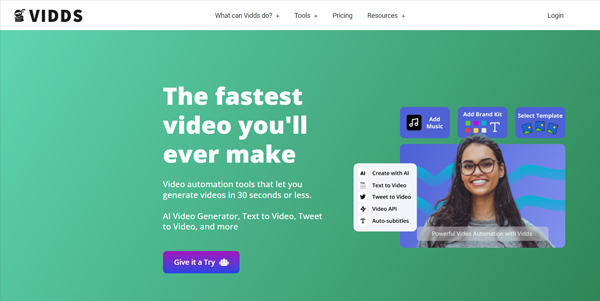 VIDDS
What can Vidds do? +
Tools +
Pricing
Resources +
Login
The fastest
video you'll
ever make
Video automation tools that let you
generate videos in 30 seconds or less.
AI Video Generator, Text to Video, Tweet
to Video, and more
Give it a Try
Add
Music
Add Brand Kit
T
Select Template
AI Create with AI
Text to Video
Tweet to Video
Video API
Auto-subtitles
Powerful Video Automation with Vidds